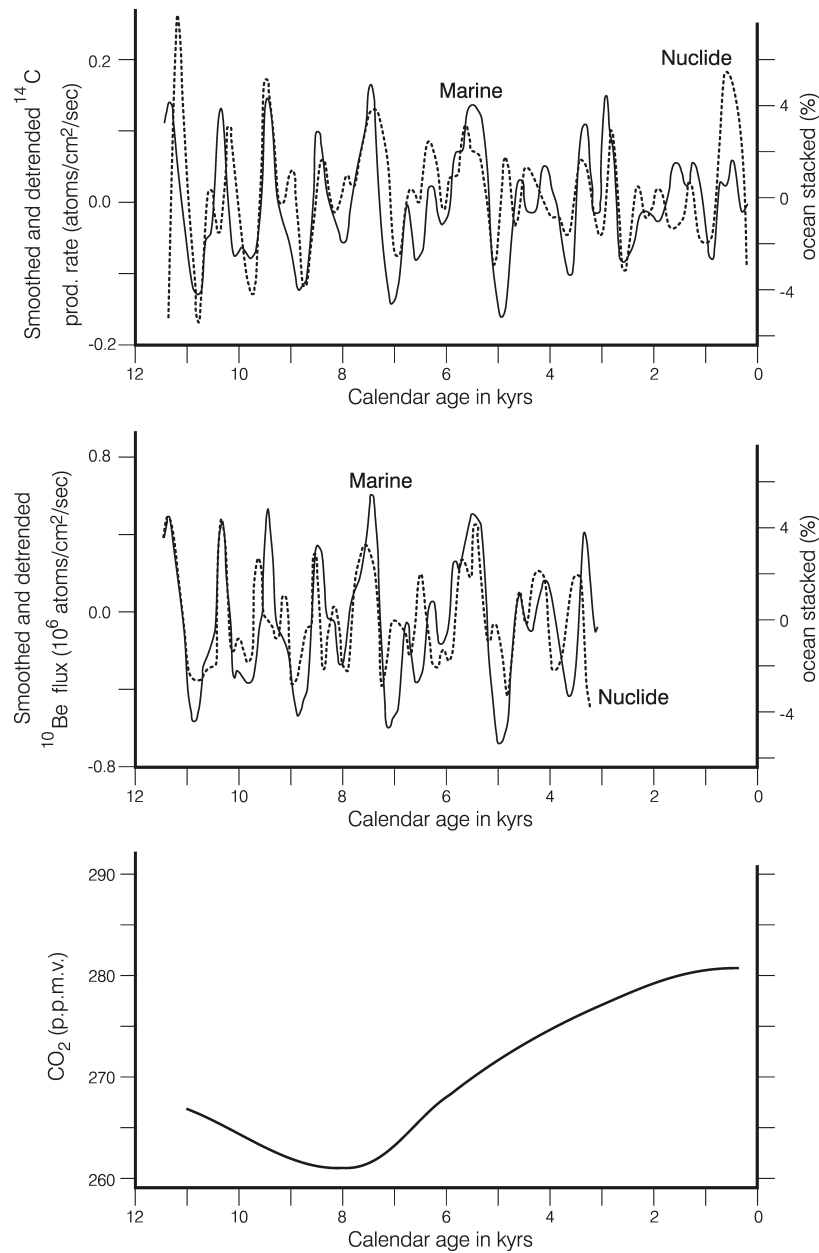 Smoothed and detrended ¹⁴C
prod. rate (atoms/cm2/sec)
0.2
0.0
-0.2
Marine
Nuclide
4
0
-4
ocean stacked (%)
12 10 8 6 4 2 0
Calendar age in kyrs
Smoothed and detrended
¹⁰Be flux (10⁶ atoms/cm2/sec)
0.8
0.0
-0.8
Marine
Nuclide
4
0
-4
ocean stacked (%)
12 10 8 6 4 2 0
Calendar age in kyrs
CO₂ (p.p.m.v.)
290
280
270
260
12 10 8 6 4 2 0
Calendar age in kyrs